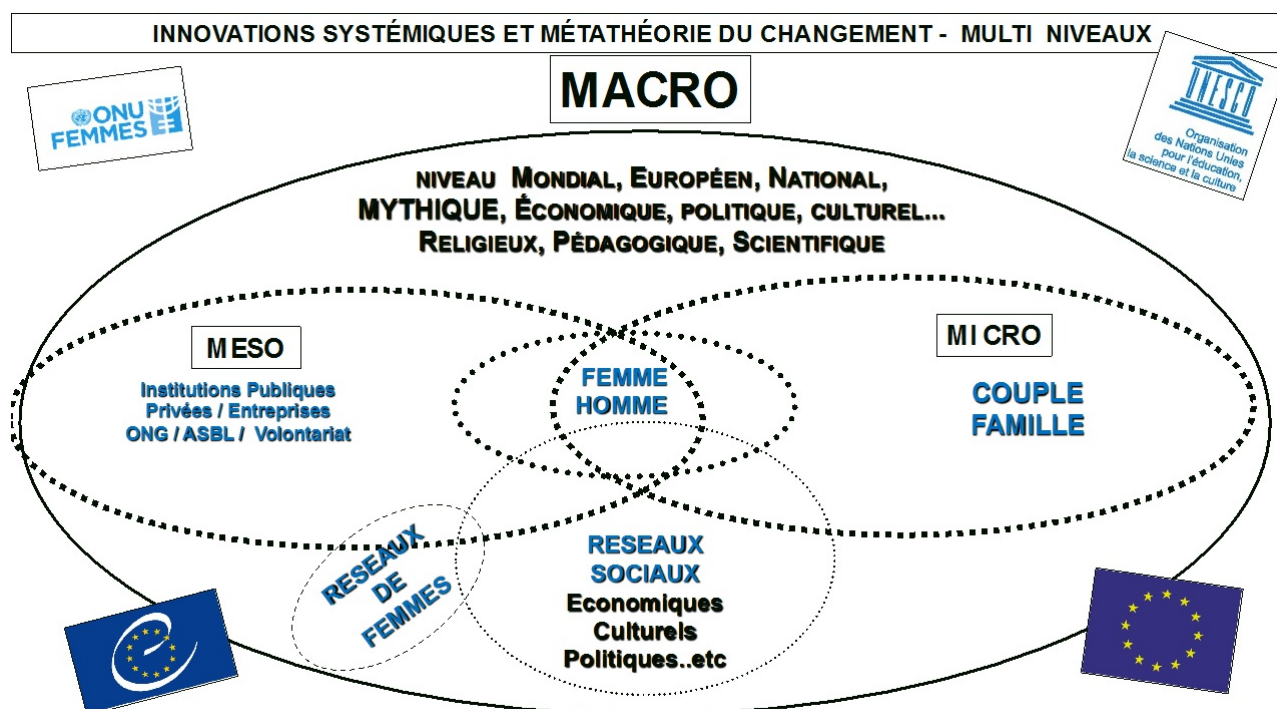 INNOVATIONS SYSTÉMIQUES ET MÉTATHÉORIE DU CHANGEMENT - MULTI NIVEAUX
MACRO
ONU
FEMMES
UNESCO
Organisation
des Nations Unies
pour l'éducation,
la science et la culture
NIVEAU MONDIAL, EUROPÉEN, NATIONAL,
MYTHIQUE, ÉCONOMIQUE, POLITIQUE, CULTUREL...
RELIGIEUX, PÉDAGOGIQUE, SCIENTIFIQUE
MESO
Institutions Publiques
Privées / Entreprises
ONG / ASBL / Volontariat
FEMME
HOMME
MICRO
COUPLE
FAMILLE
RESEAUX
DE
FEMMES
RESEAUX
SOCIAUX
Economiques
Culturels
Politiques..etc